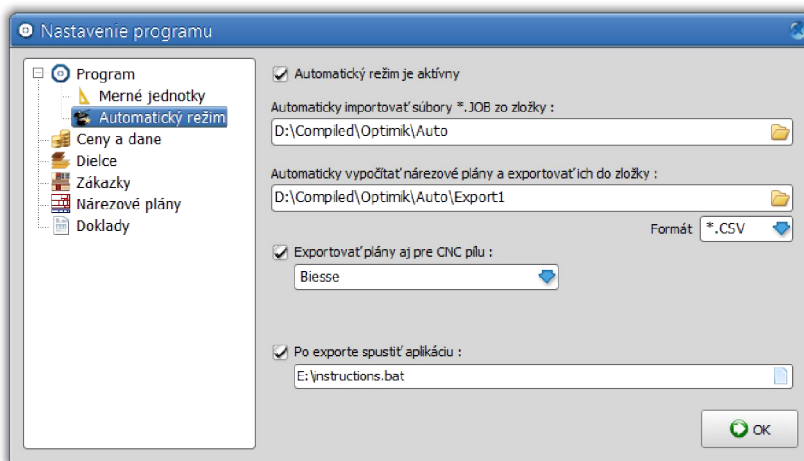 Nastavenie programu
Program
Merné jednotky
Automatický režim
Ceny a dane
Dielce
Zákazky
Nárezové plány
Doklady
Automatický režim je aktívny
Automaticky importovať súbory *.JOB zo zložky :
D:\Compiled\Optimik\Auto
Automaticky vypočítať nárezové plány a exportovať ich do zložky :
D:\Compiled\Optimik\Auto\Export1
Formát *.CSV
Exportovať plány aj pre CNC pílu :
Biesse
Po exporte spustiť aplikáciu :
E:\instructions.bat
OK